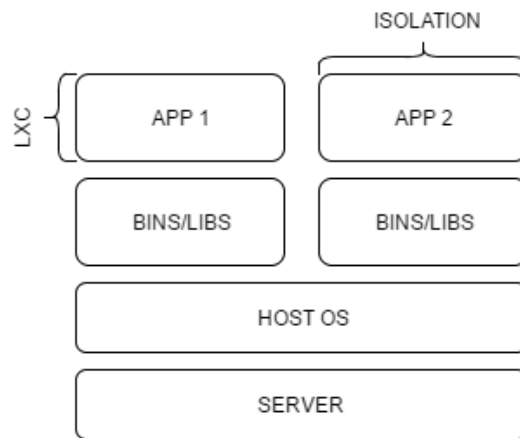 ISOLATION
LXC
APP 1
APP 2
BINS/LIBS
BINS/LIBS
HOST OS
SERVER